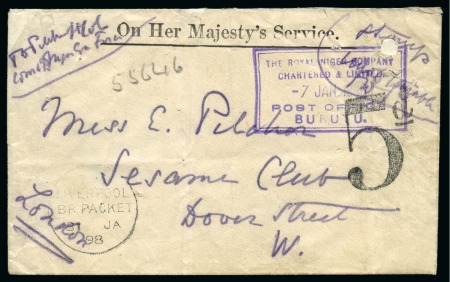 On Her Majesty's Service.
stamps
55646
THE ROYAL NIGER COMPANY
CHARTERED & LIMITED.
-7 JAN
POST OFFICE
BURUTU.
5
Miss E. Pilcher
Sesame Club
Dover Street
W.
London
LIVERPOOL
BR. PACKET
JA
98